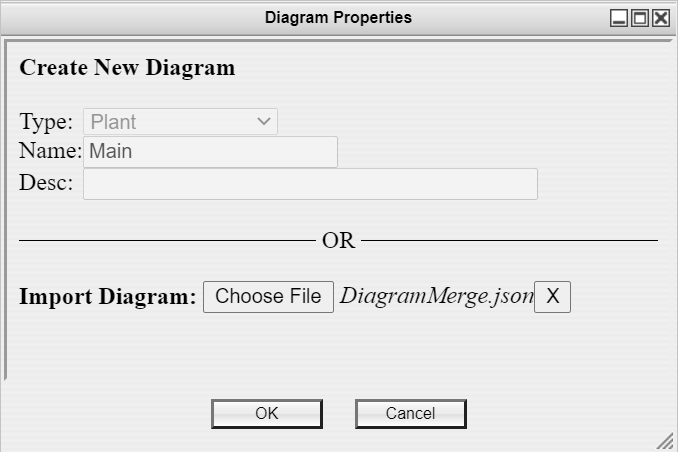 Diagram Properties
Create New Diagram
Type: Plant
Name: Main
Desc:
OR
Import Diagram: Choose File DiagramMerge.json X
OK Cancel